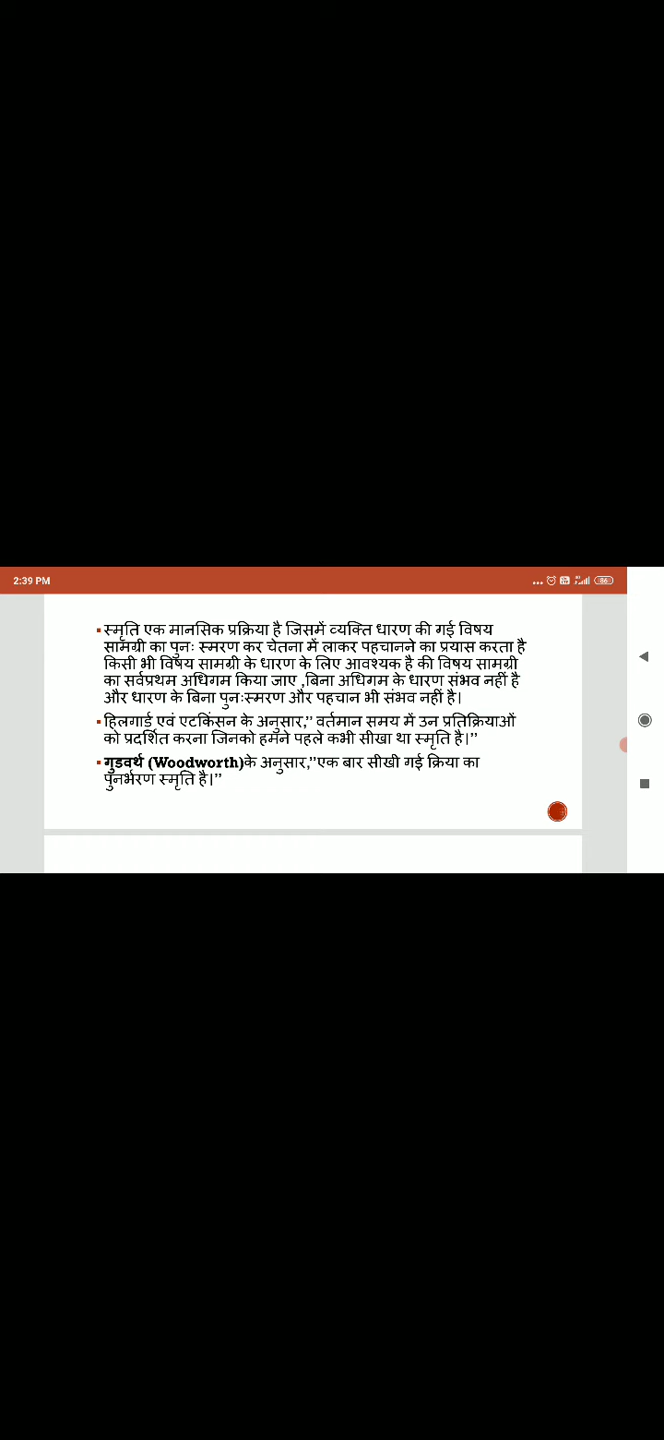 2:39 PM
▪ स्मृति एक मानसिक प्रक्रिया है जिसमें व्यक्ति धारण की गई विषय
सामग्री का पुनः स्मरण कर चेतना में लाकर पहचानने का प्रयास करता है
किसी भी विषय सामग्री के धारण के लिए आवश्यक है की विषय सामग्री
का सर्वप्रथम अधिगम किया जाए ,बिना अधिगम के धारण संभव नहीं है
और धारण के बिना पुनःस्मरण और पहचान भी संभव नहीं है।
▪ हिलगार्ड एवं एटकिंसन के अनुसार,” वर्तमान समय में उन प्रतिक्रियाओं
को प्रदर्शित करना जिनको हमने पहले कभी सीखा था स्मृति है।”
▪ गुडवर्थ (Woodworth)के अनुसार,”एक बार सीखी गई क्रिया का
पुनर्भरण स्मृति है।”